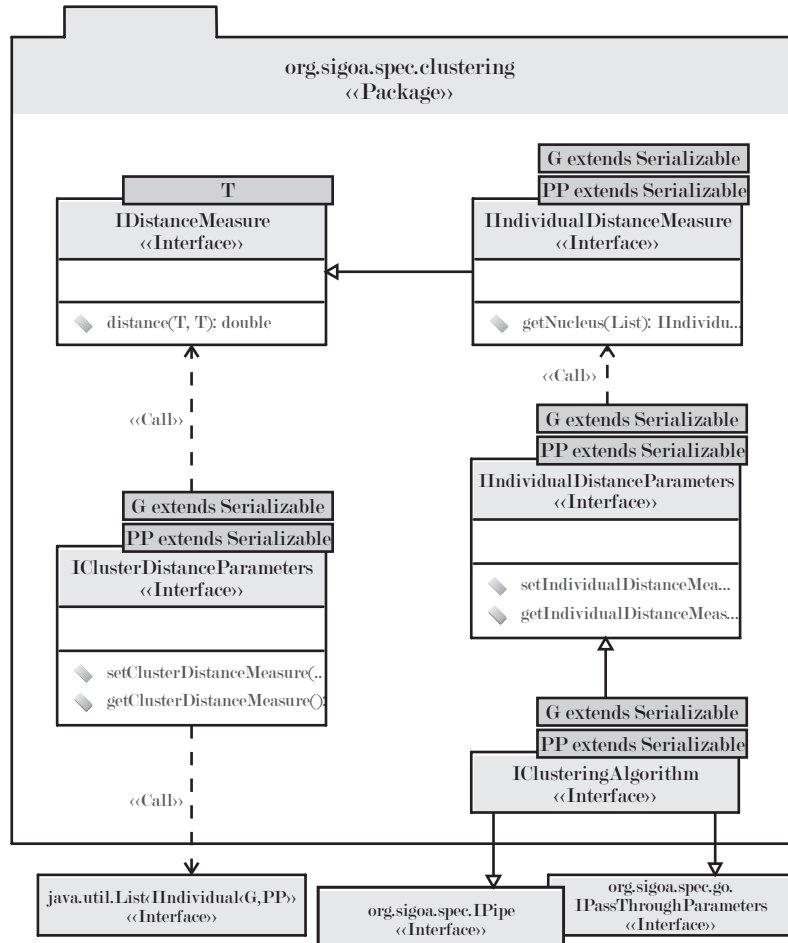 org.sigoa.spec.clustering
‹‹Package››
T
IDistanceMeasure
‹‹Interface››
distance(T, T): double
G extends Serializable
PP extends Serializable
IIndividualDistanceMeasure
‹‹Interface››
getNucleus(List): IIndividu...
‹‹Call››
‹‹Call››
G extends Serializable
PP extends Serializable
IIndividualDistanceParameters
‹‹Interface››
setIndividualDistanceMea...
getIndividualDistanceMeas...
G extends Serializable
PP extends Serializable
IClusterDistanceParameters
‹‹Interface››
setClusterDistanceMeasure(..
getClusterDistanceMeasure():
G extends Serializable
PP extends Serializable
IClusteringAlgorithm
‹‹Interface››
‹‹Call››
java.util.List‹IIndividual‹G,PP››
‹‹Interface››
org.sigoa.spec.IPipe
‹‹Interface››
org.sigoa.spec.go.
IPassThroughParameters
‹‹Interface››